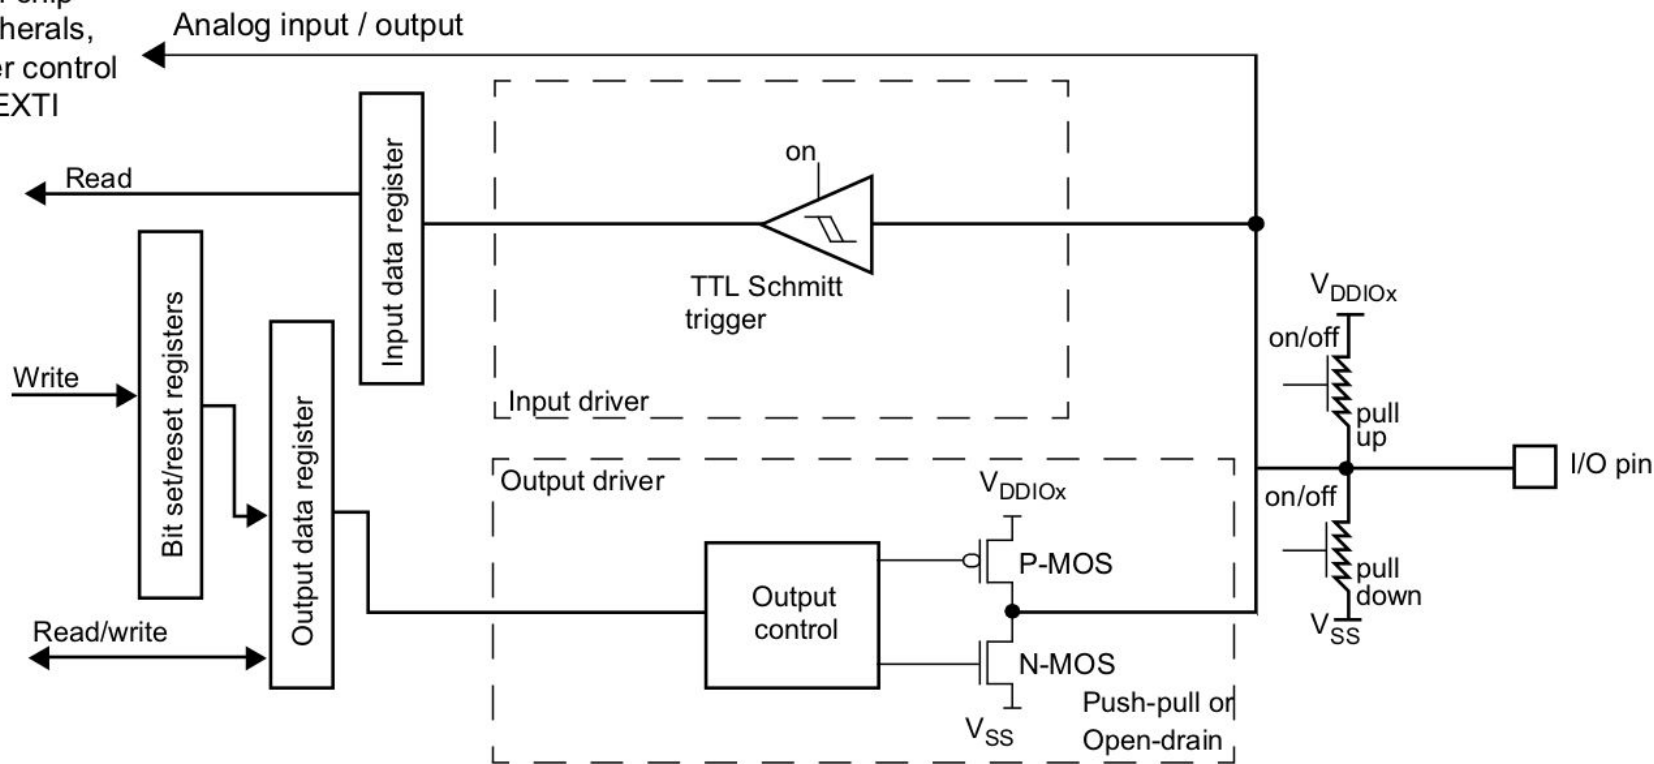 Analog input / output
herals,
er control
EXTI
on
Read
Input data register
TTL Schmitt
trigger
Input driver
Write
Bit set/reset registers
Output data register
Read/write
Output driver
VDDIOx
P-MOS
Output
control
N-MOS
VSS
Push-pull or
Open-drain
VDDIOx
on/off
pull
up
I/O pin
on/off
pull
down
VSS